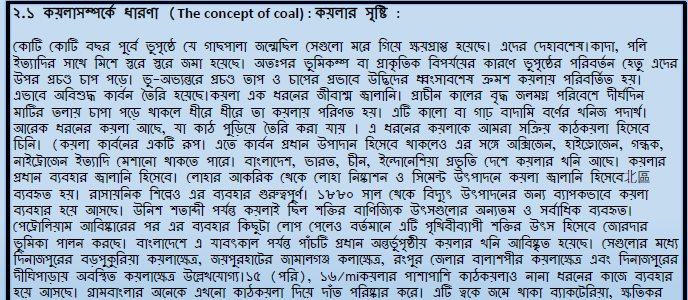 ২.১ কয়লাসম্পর্কে ধারণা (The concept of coal) : কয়লার সৃষ্টি :
কোটি কোটি বছর পূর্বে ভূপৃষ্ঠে যে গাছপালা জন্মেছিল সেগুলো মরে গিয়ে ক্ষয়প্রাপ্ত হয়েছে। এদের দেহাবশেষ।কাদা, পলি
ইত্যাদির সাথে মিশে স্তরে স্তরে জমা হয়েছে। অতঃপর ভূমিকম্প বা প্রাকৃতিক বিপর্যয়ের কারণে ভূপৃষ্ঠের পরিবর্তন হেতু এদের
উপর প্রচণ্ড চাপ পড়ে। ভূ-অভ্যন্তরে প্রচণ্ড তাপ ও চাপের প্রভাবে উদ্ভিদের ধ্বংসাবশেষ ক্রমশ কয়লায় পরিবর্তিত হয়।
এভাবে অবিশুদ্ধ কার্বন তৈরি হয়েছে।কয়লা এক ধরনের জীবাশ্ম জ্বালানি। প্রাচীন কালের বৃদ্ধ জলমগ্ন পরিবেশে দীর্ঘদিন
মাটির তলায় চাপা পড়ে থাকলে ধীরে ধীরে তা কয়লায় পরিণত হয়। এটি কালো বা গাঢ় বাদামি বর্ণের খনিজ পদার্থ।
আরেক ধরনের কয়লা আছে, যা কাঠ পুড়িয়ে তৈরি করা যায় । এ ধরনের কয়লাকে আমরা সক্রিয় কাঠকয়লা হিসেবে
চিনি। (কয়লা কার্বনের একটি রূপ। এতে কার্বন প্রধান উপাদান হিসেবে থাকলেও এর সঙ্গে অক্সিজেন, হাইড্রোজেন, গন্ধক,
নাইট্রোজেন ইত্যাদি মেশানো থাকতে পারে। বাংলাদেশ, ভারত, চীন, ইন্দোনেশিয়া প্রভৃতি দেশে কয়লার খনি আছে। কয়লার
প্রধান ব্যবহার জ্বালানি হিসেবে। লোহার আকরিক থেকে লোহা নিষ্কাশন ও সিমেন্ট উৎপাদনে কয়লা জ্বালানি হিসেবে北區
ব্যবহৃত হয়। রাসায়নিক শিল্পেও এর ব্যবহার গুরুত্বপূর্ণ। ১৮৮০ সাল থেকে বিদ্যুৎ উৎপাদনের জন্য ব্যাপকভাবে কয়লা
ব্যবহার হয়ে আসছে। উনিশ শতাব্দী পর্যন্ত কয়লাই ছিল শক্তির বাণিজ্যিক উৎসগুলোর অন্যতম ও সর্বাধিক ব্যবহৃত।
পেট্রোলিয়াম আবিষ্কারের পর এর ব্যবহার কিছুটা লোপ পেলেও বর্তমানে এটি পৃথিবীব্যাপী শক্তির উৎস হিসেবে জোরদার
ভূমিকা পালন করছে। বাংলাদেশে এ যাবৎকাল পর্যন্ত পাঁচটি প্রধান অন্তর্ভূপৃষ্ঠীয় কয়লার খনি আবিষ্কৃত হয়েছে। সেগুলোর মধ্যে
দিনাজপুরের বড়পুকুরিয়া কয়লাক্ষেত্র, জয়পুরহাটের জামালগঞ্জ কলাক্ষেত্র, রংপুর জেলার বালাশপীর কয়লাক্ষেত্র এবং দিনাজপুরের
দীঘিপাড়ায় অবস্থিত কয়লাক্ষেত্র উল্লেখযোগ্য।১৫ (পরি), ১৬/miকয়লার পাশাপাশি কাঠকয়লাও নানা ধরনের কাজে ব্যবহার
হয়ে আসছে। গ্রামবাংলার অনেকে এখনো কাঠকয়লা দিয়ে দাঁত পরিষ্কার করে। এটি ত্বকে জমে থাকা ব্যাকটেরিয়া, ক্ষতিকর